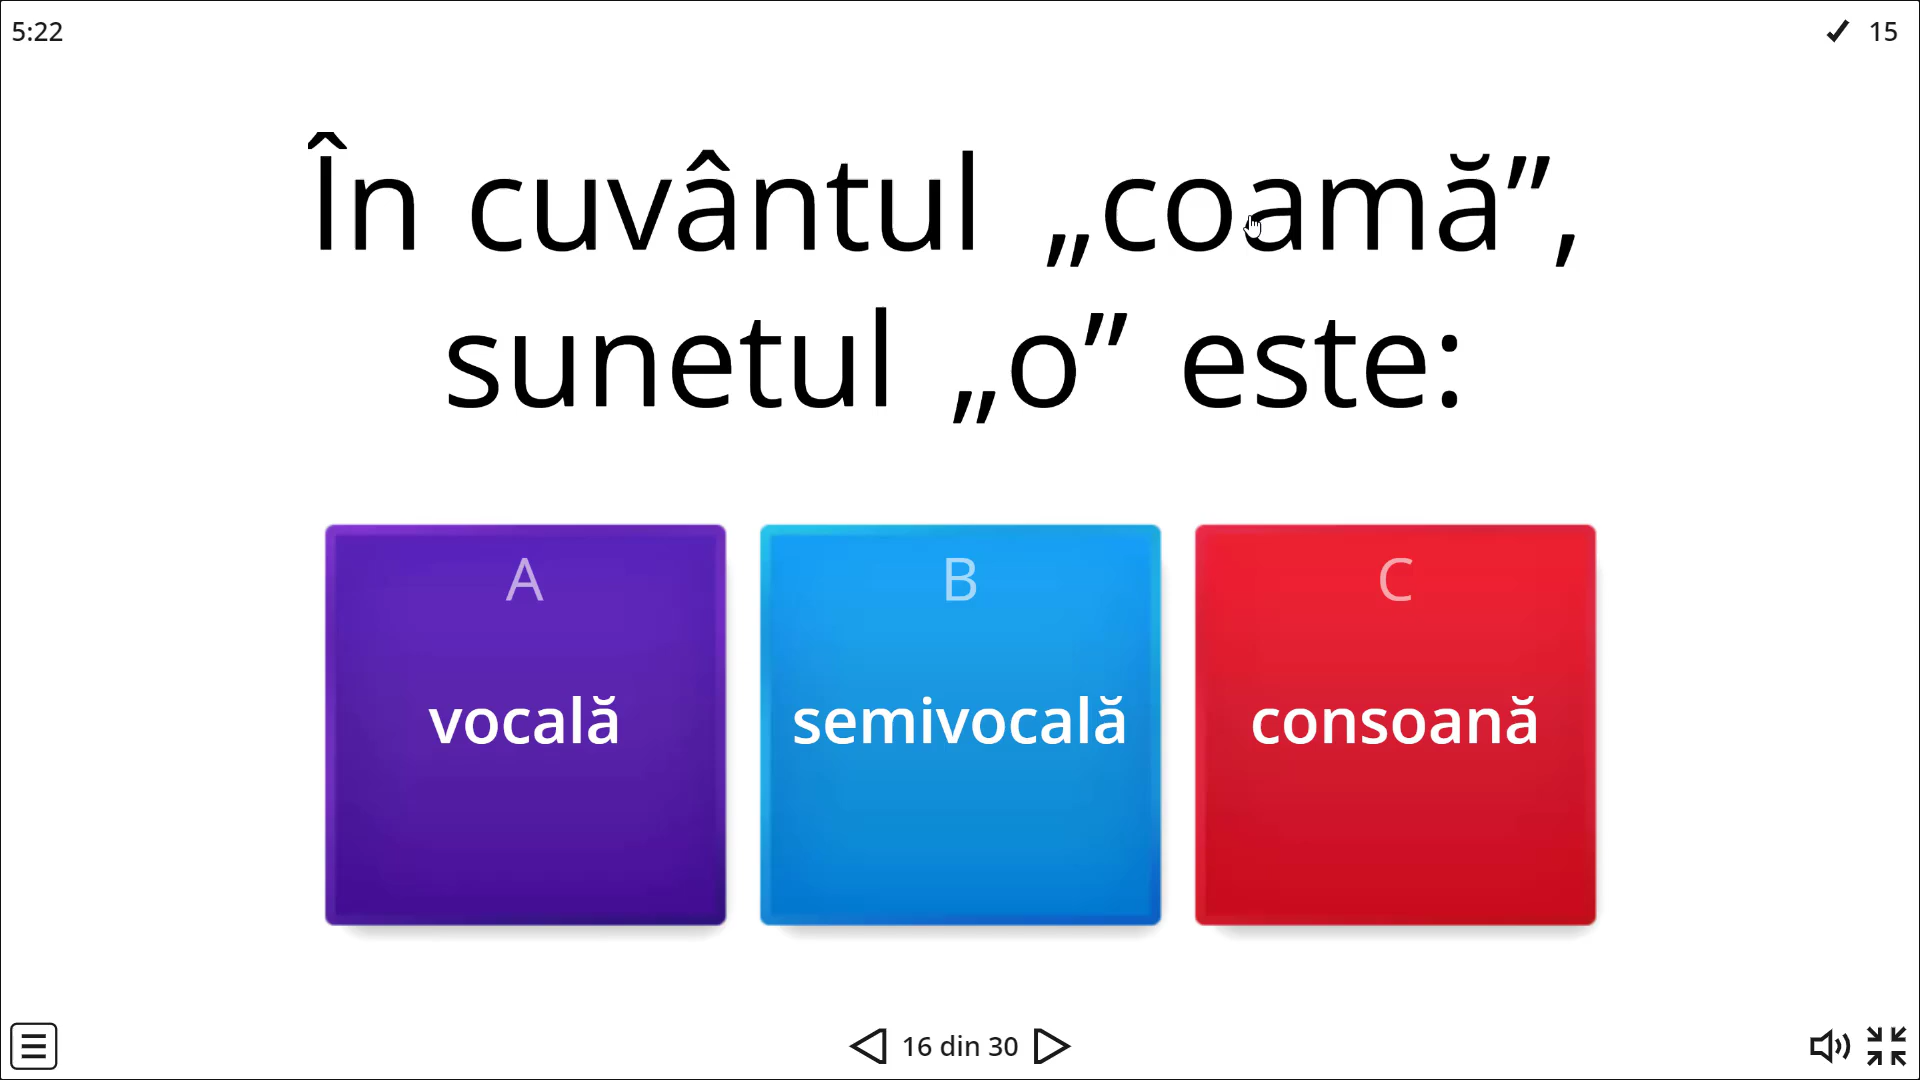 5:22
15
În cuvântul „coamă”,
sunetul „o” este:
A
vocală
B
semivocală
C
consoană
16 din 30